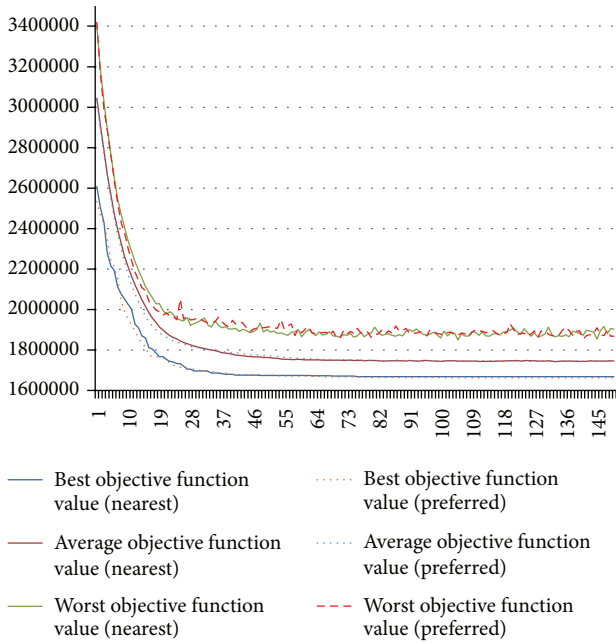 3400000
3200000
3000000
2800000
2600000
2400000
2200000
2000000
1800000
1600000
1 10 19 28 37 46 55 64 73 82 91 100 109 118 127 136 145
Best objective function
value (nearest)
Best objective function
value (preferred)
Average objective function
value (nearest)
Average objective function
value (preferred)
Worst objective function
value (nearest)
Worst objective function
value (preferred)